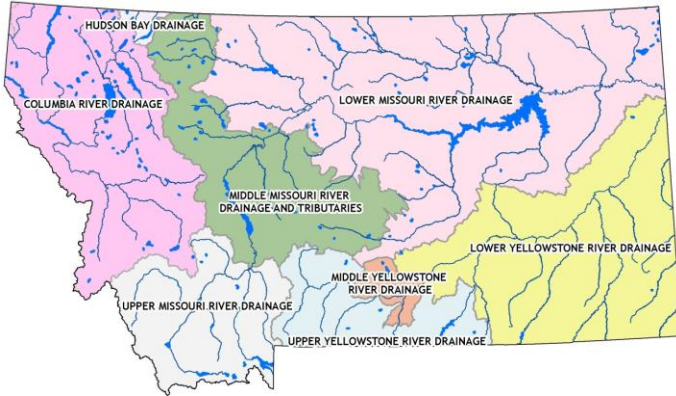 HUDSON BAY DRAINAGE
COLUMBIA RIVER DRAINAGE
LOWER MISSOURI RIVER DRAINAGE
MIDDLE MISSOURI RIVER
DRAINAGE AND TRIBUTARIES
LOWER YELLOWSTONE RIVER DRAINAGE
MIDDLE YELLOWSTONE
RIVER DRAINAGE
UPPER MISSOURI RIVER DRAINAGE
UPPER YELLOWSTONE RIVER DRAINAGE